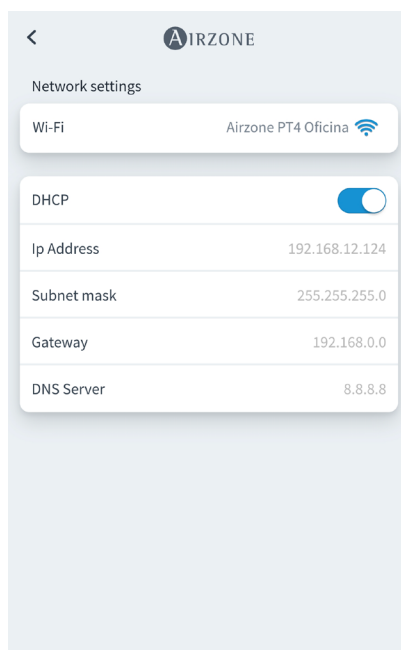 AIRZONE
Network settings
Wi-Fi Airzone PT4 Oficina
DHCP
Ip Address 192.168.12.124
Subnet mask 255.255.255.0
Gateway 192.168.0.0
DNS Server 8.8.8.8